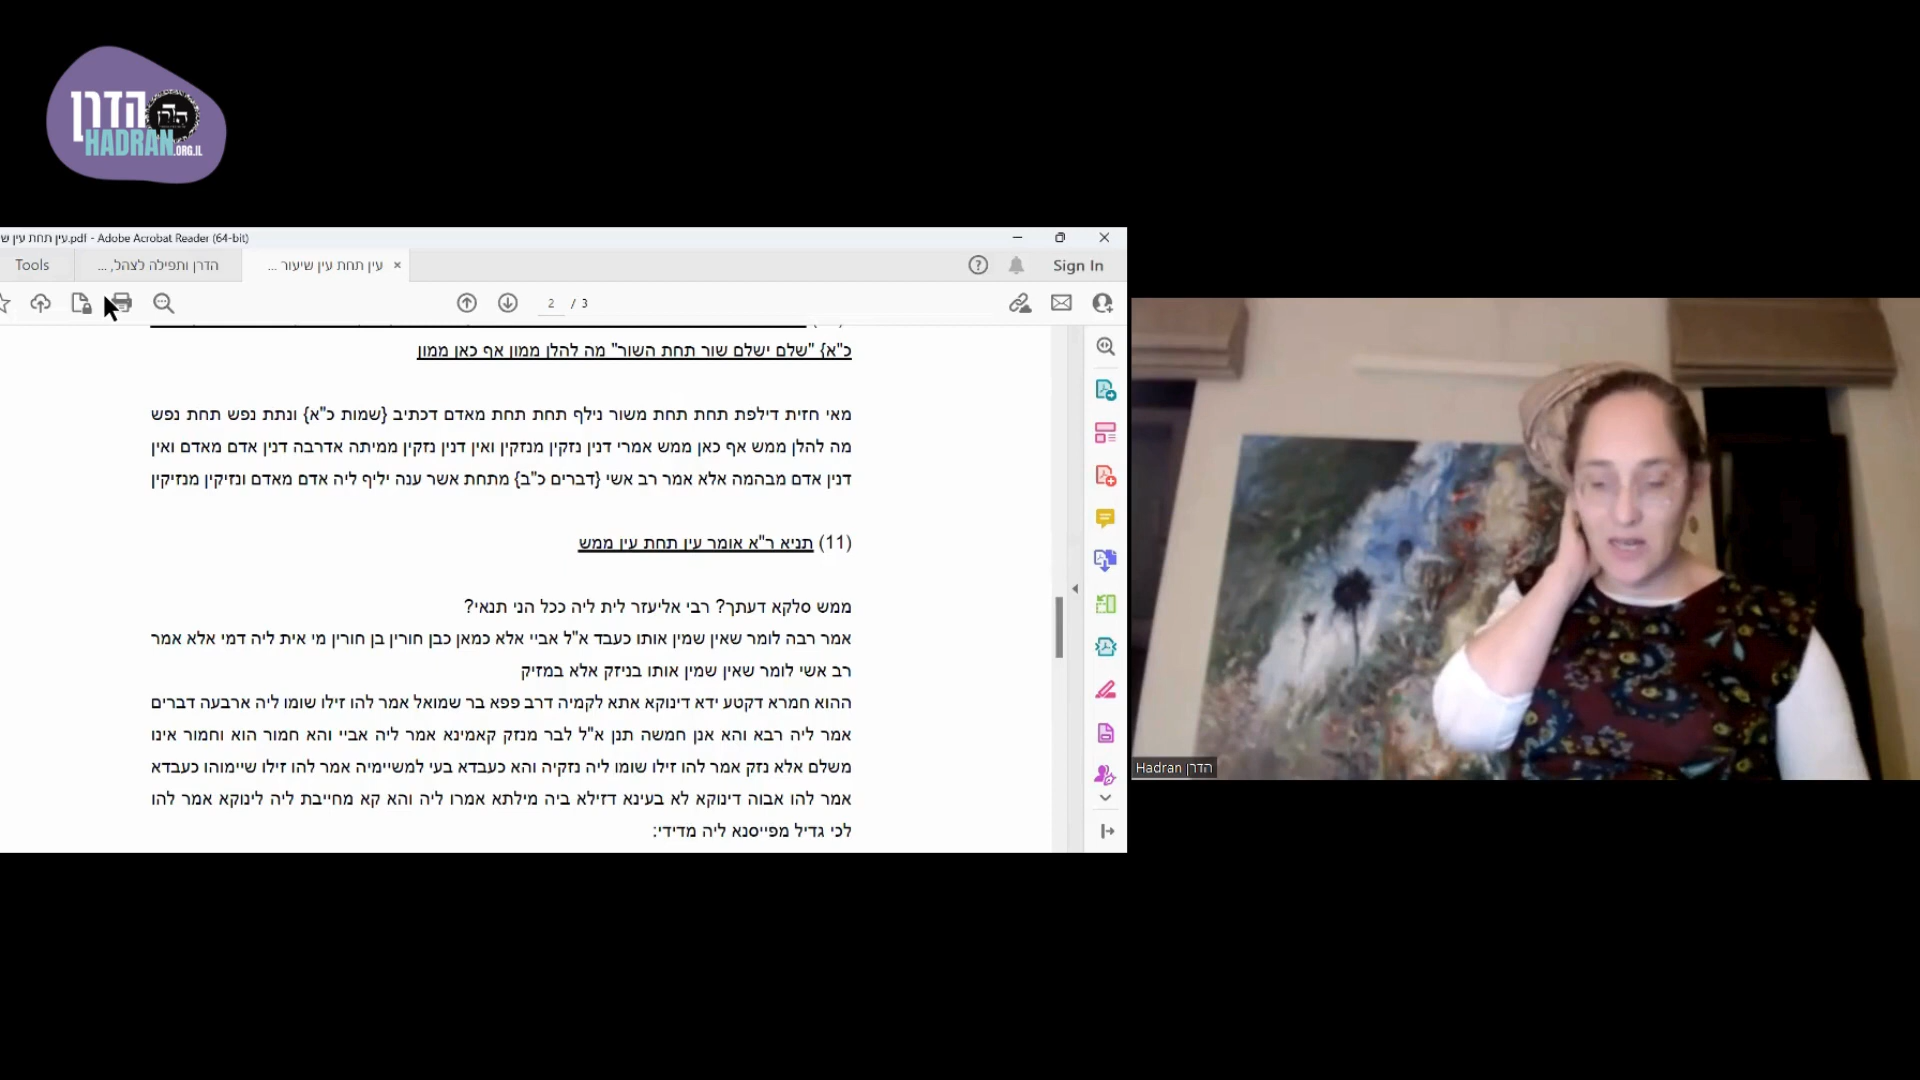 הדרן
HADRAN.ORG.IL
עין תחת עין ש.pdf - Adobe Acrobat Reader (64-bit)
Tools
הדרן ותפילה לצהל, ...
עין תחת עין שיעור ...
Sign In
2 / 3
כ"א} "שלם ישלם שור תחת השור" מה להלן ממון אף כאן ממון
מאי חזית דילפת תחת תחת משור נילף תחת תחת מאדם דכתיב {שמות כ"א} ונתת נפש תחת נפש
מה להלן ממש אף כאן ממש אמרי דנין נזקין מנזקין ואין דנין נזקין ממיתה אדרבה דנין אדם מאדם ואין
דנין אדם מבהמה אלא אמר רב אשי {דברים כ"ב} מתחת אשר ענה יליף ליה אדם מאדם ונזיקין מנזיקין
(11) תניא ר"א אומר עין תחת עין ממש
ממש סלקא דעתך? רבי אליעזר לית ליה ככל הני תנאי?
אמר רבה לומר שאין שמין אותו כעבד א"ל אביי אלא כמאן כבן חורין בן חורין מי אית ליה דמי אלא אמר
רב אשי לומר שאין שמין אותו בניזק אלא במזיק
ההוא חמרא דקטע ידא דינוקא אתא לקמיה דרב פפא בר שמואל אמר להו זילו שומו ליה ארבעה דברים
אמר ליה רבא והא אנן חמשה תנן א"ל לבר מנזק קאמינא אמר ליה אביי והא חמור הוא וחמור אינו
משלם אלא נזק אמר להו זילו שומו ליה נזקיה והא כעבדא בעי למשיימיה אמר להו זילו שיימוהו כעבדא
אמר להו אבוה דינוקא לא בעינא דזילא ביה מילתא אמרו ליה והא קא מחייבת ליה לינוקא אמר להו
לכי גדיל מפייסנא ליה מדידי:
Hadran הדרן